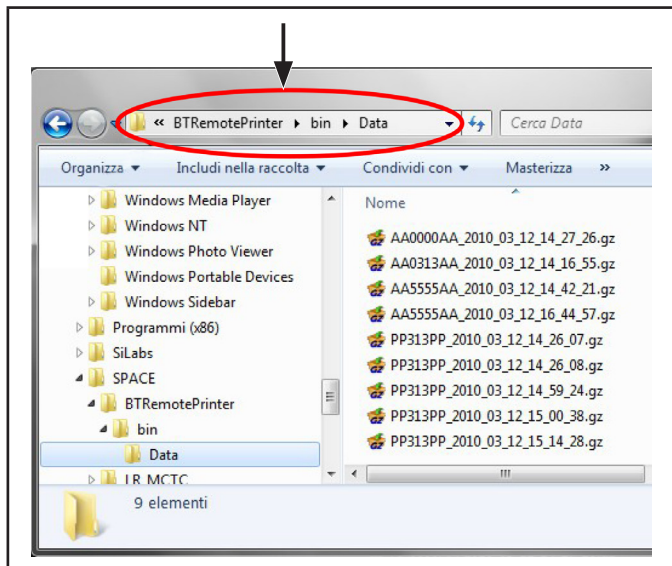 « BTRemotePrinter ▸ bin ▸ Data
Cerca Data
Organizza
Includi nella raccolta
Condividi con
Masterizza
»
Windows Media Player
Windows NT
Windows Photo Viewer
Windows Portable Devices
Windows Sidebar
Programmi (x86)
SiLabs
SPACE
BTRemotePrinter
bin
Data
LR MCTC
Nome
AA0000AA_2010_03_12_14_27_26.gz
AA0313AA_2010_03_12_14_16_55.gz
AA5555AA_2010_03_12_14_42_21.gz
AA5555AA_2010_03_12_16_44_57.gz
PP313PP_2010_03_12_14_26_07.gz
PP313PP_2010_03_12_14_26_08.gz
PP313PP_2010_03_12_14_59_24.gz
PP313PP_2010_03_12_15_00_38.gz
PP313PP_2010_03_12_15_14_28.gz
9 elementi